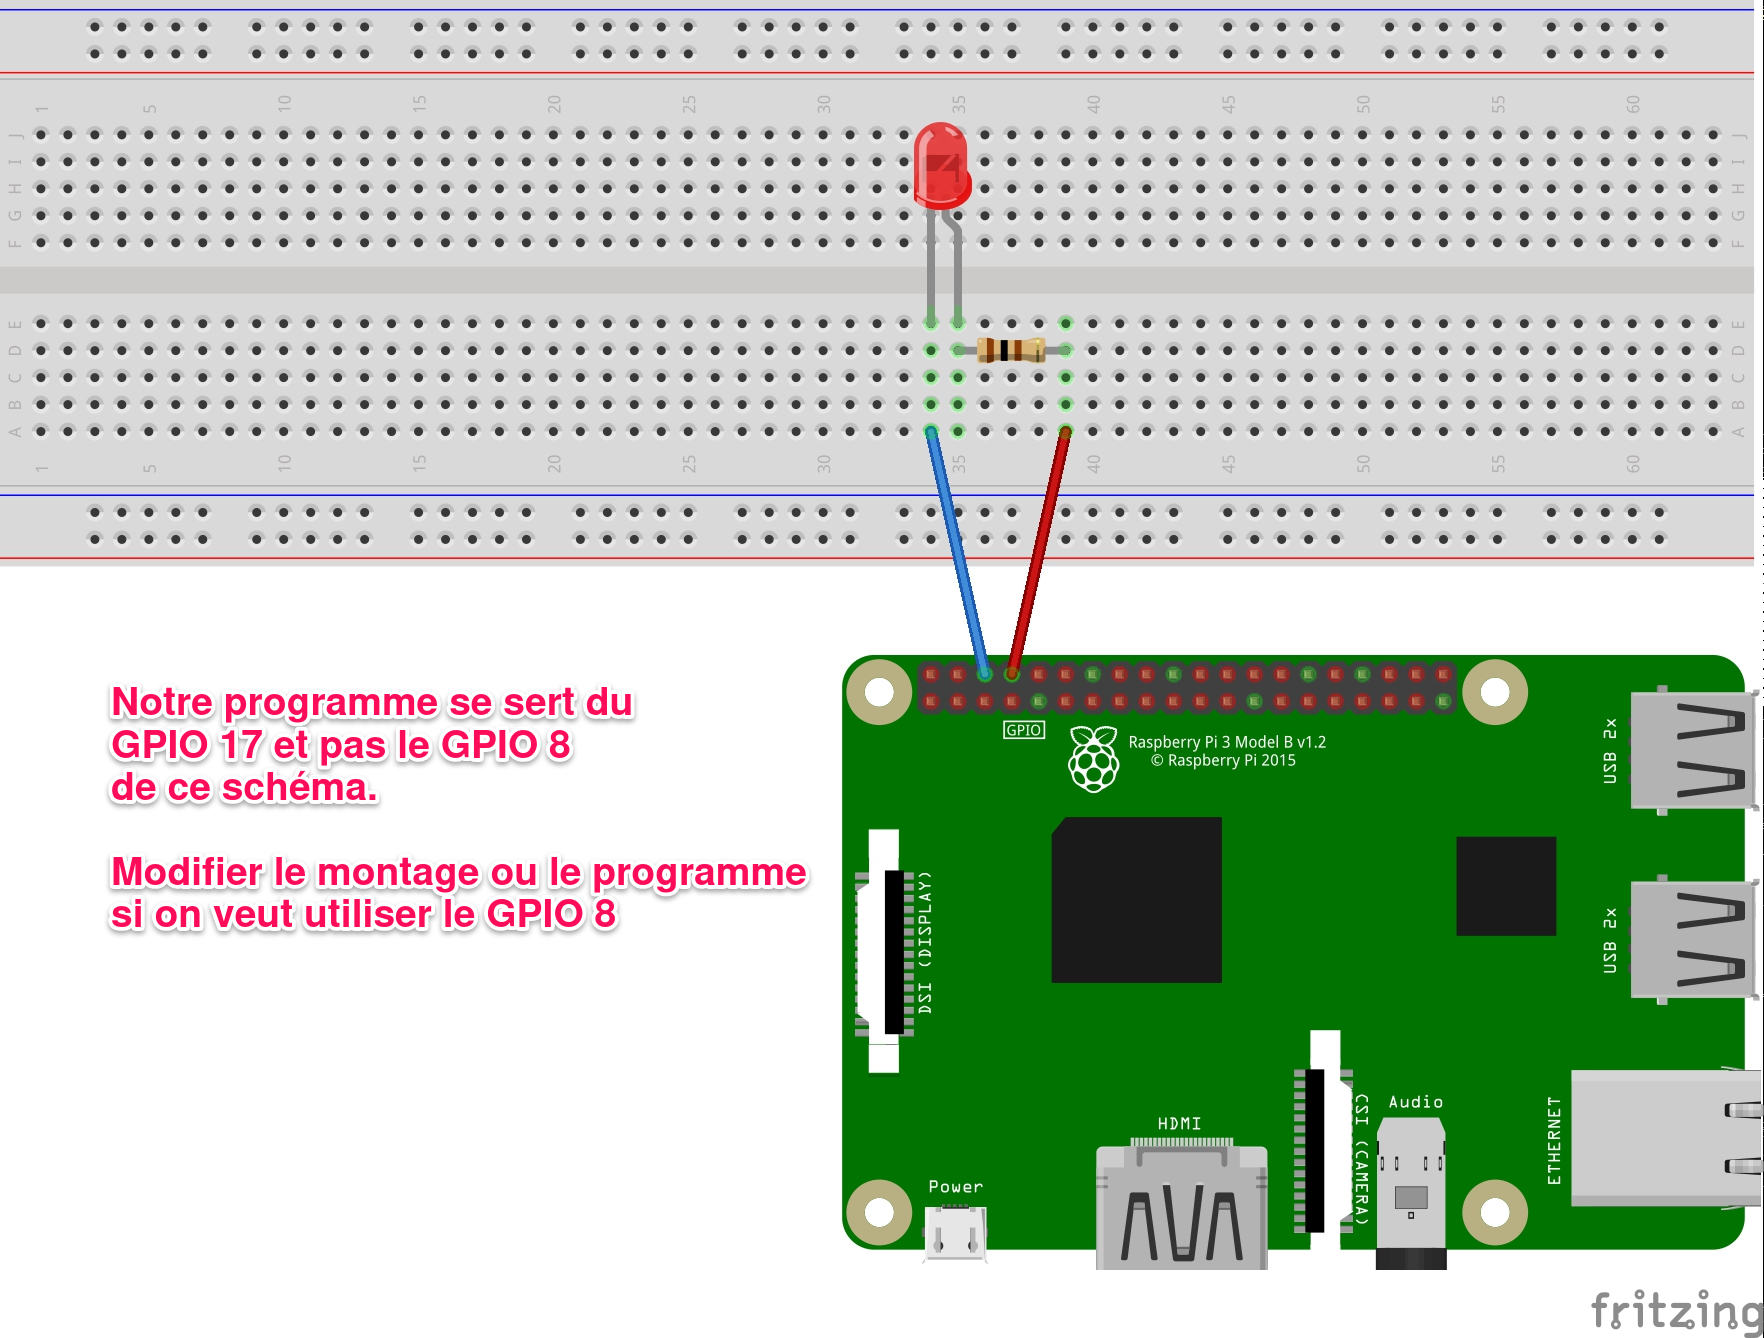 1 5 10 15 20 25 30 35 40 45 50 55 60
J J
I I
H H
G G
F F
E E
D D
C C
B B
A A
1 5 10 15 20 25 30 35 40 45 50 55 60
Notre programme se sert du
GPIO 17 et pas le GPIO 8
de ce schéma.
Modifier le montage ou le programme
si on veut utiliser le GPIO 8
GPIO
Raspberry Pi 3 Model B v1.2
© Raspberry Pi 2015
USB 2x
USB 2x
DSI (DISPLAY)
CSI (CAMERA)
Audio
HDMI
ETHERNET
Power
fritzing